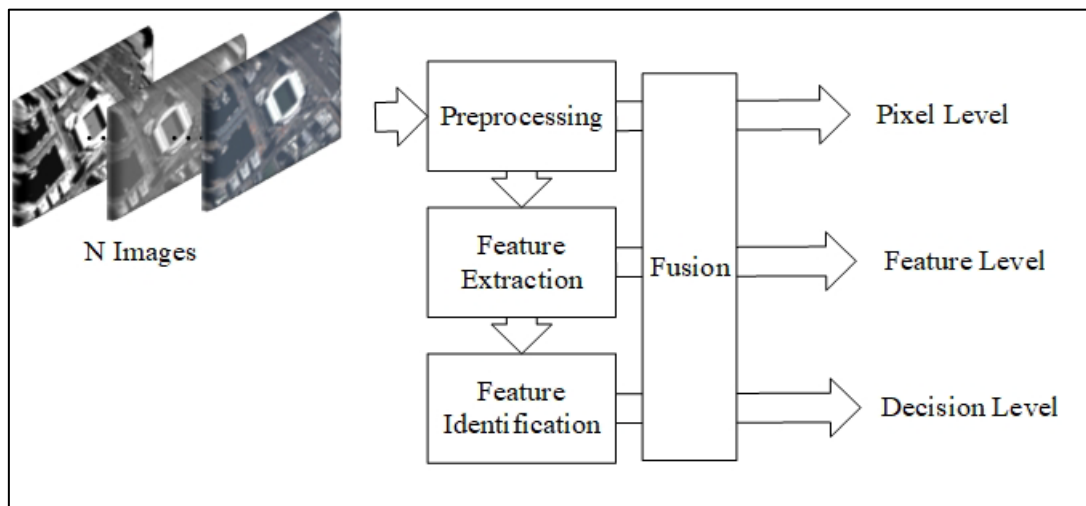 N Images
Preprocessing
Feature
Extraction
Feature
Identification
Fusion
Pixel Level
Feature Level
Decision Level